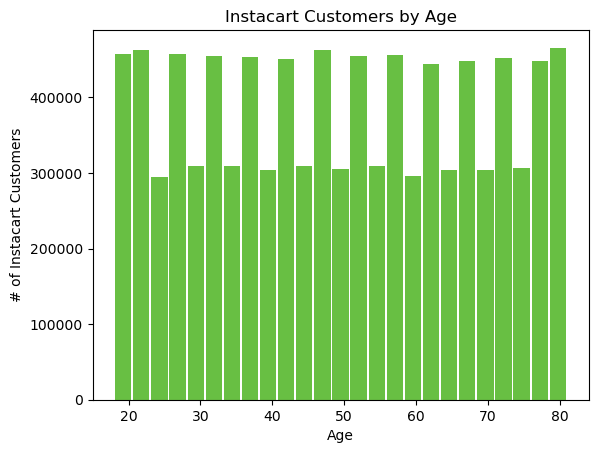 Instacart Customers by Age
# of Instacart Customers
400000
300000
200000
100000
0
20 30 40 50 60 70 80
Age